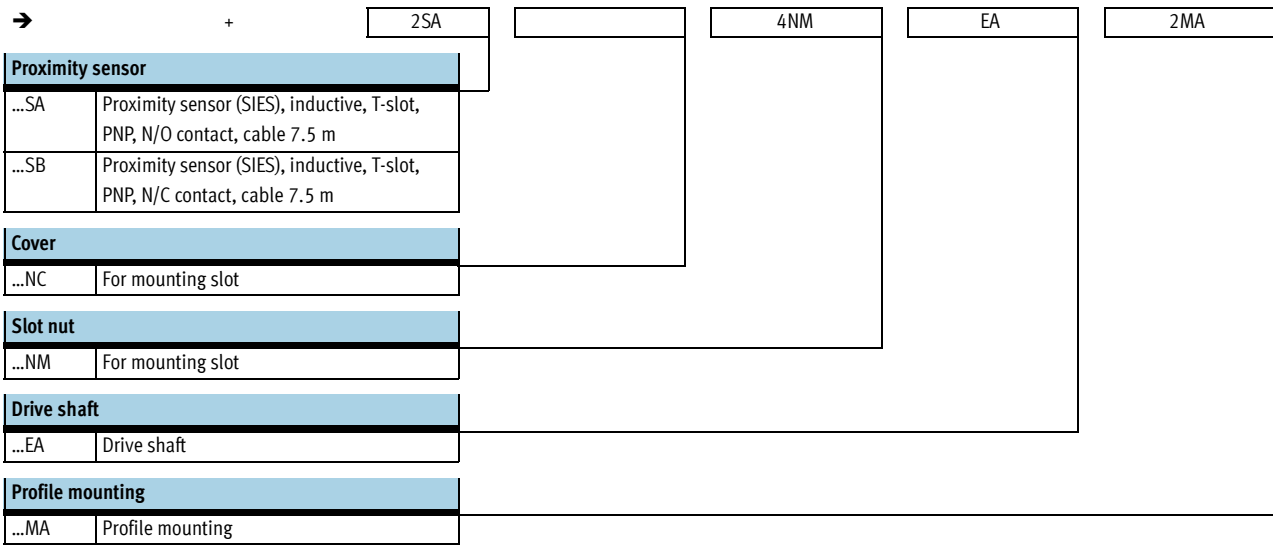 ➔ + 2SA 4NM EA 2MA
Proximity sensor
...SA Proximity sensor (SIES), inductive, T-slot,
PNP, N/O contact, cable 7.5 m
...SB Proximity sensor (SIES), inductive, T-slot,
PNP, N/C contact, cable 7.5 m
Cover
...NC For mounting slot
Slot nut
...NM For mounting slot
Drive shaft
...EA Drive shaft
Profile mounting
...MA Profile mounting